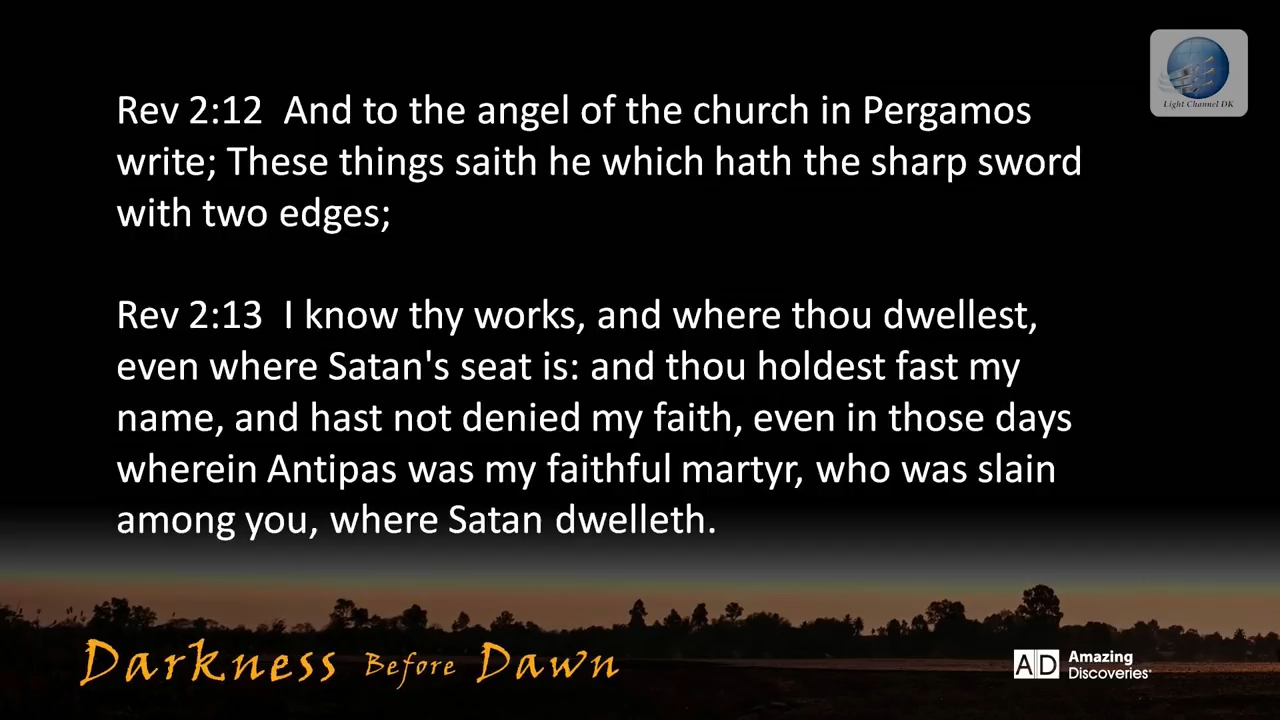 Light Channel DK
Rev 2:12  And to the angel of the church in Pergamos
write; These things saith he which hath the sharp sword
with two edges;
Rev 2:13  I know thy works, and where thou dwellest,
even where Satan's seat is: and thou holdest fast my
name, and hast not denied my faith, even in those days
wherein Antipas was my faithful martyr, who was slain
among you, where Satan dwelleth.
Darkness Before Dawn
AD Amazing
Discoveries